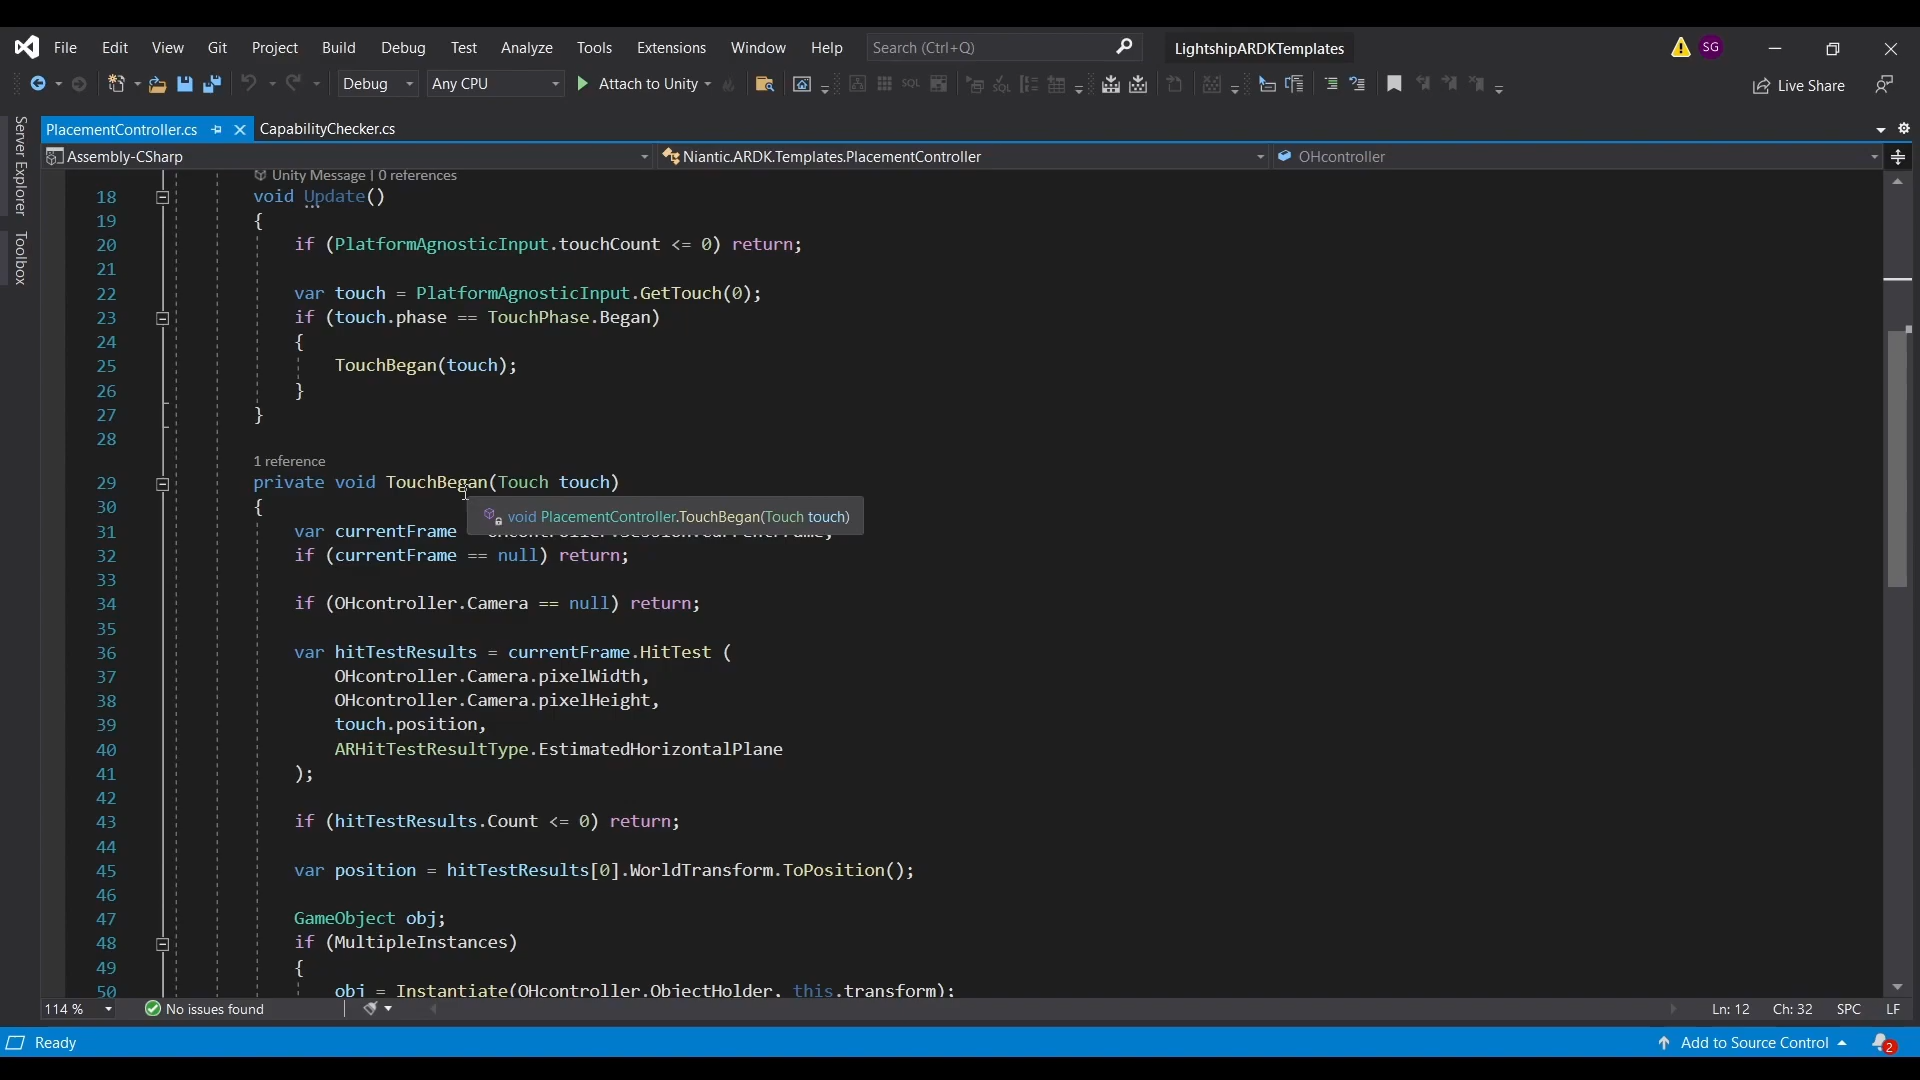 File Edit View Git Project Build Debug Test Analyze Tools Extensions Window Help Search (Ctrl+Q) LightshipARDKTemplates SG
Debug Any CPU Attach to Unity SQL Live Share
PlacementController.cs CapabilityChecker.cs
Assembly-CSharp Niantic.ARDK.Templates.PlacementController OHcontroller
Server Explorer
Toolbox
Unity Message | 0 references
18 void Update()
19 {
20 if (PlatformAgnosticInput.touchCount <= 0) return;
21
22 var touch = PlatformAgnosticInput.GetTouch(0);
23 if (touch.phase == TouchPhase.Began)
24 {
25 TouchBegan(touch);
26 }
27 }
28
1 reference
29 private void TouchBegan(Touch touch)
30 {
void PlacementController.TouchBegan(Touch touch)
31 var currentFrame
32 if (currentFrame == null) return;
33
34 if (OHcontroller.Camera == null) return;
35
36 var hitTestResults = currentFrame.HitTest (
37 OHcontroller.Camera.pixelWidth,
38 OHcontroller.Camera.pixelHeight,
39 touch.position,
40 ARHitTestResultType.EstimatedHorizontalPlane
41 );
42
43 if (hitTestResults.Count <= 0) return;
44
45 var position = hitTestResults[0].WorldTransform.ToPosition();
46
47 GameObject obj;
48 if (MultipleInstances)
49 {
50 obj = Instantiate(OHcontroller.ObjectHolder, this.transform);
114 % No issues found Ln: 12 Ch: 32 SPC LF
Ready Add to Source Control 2